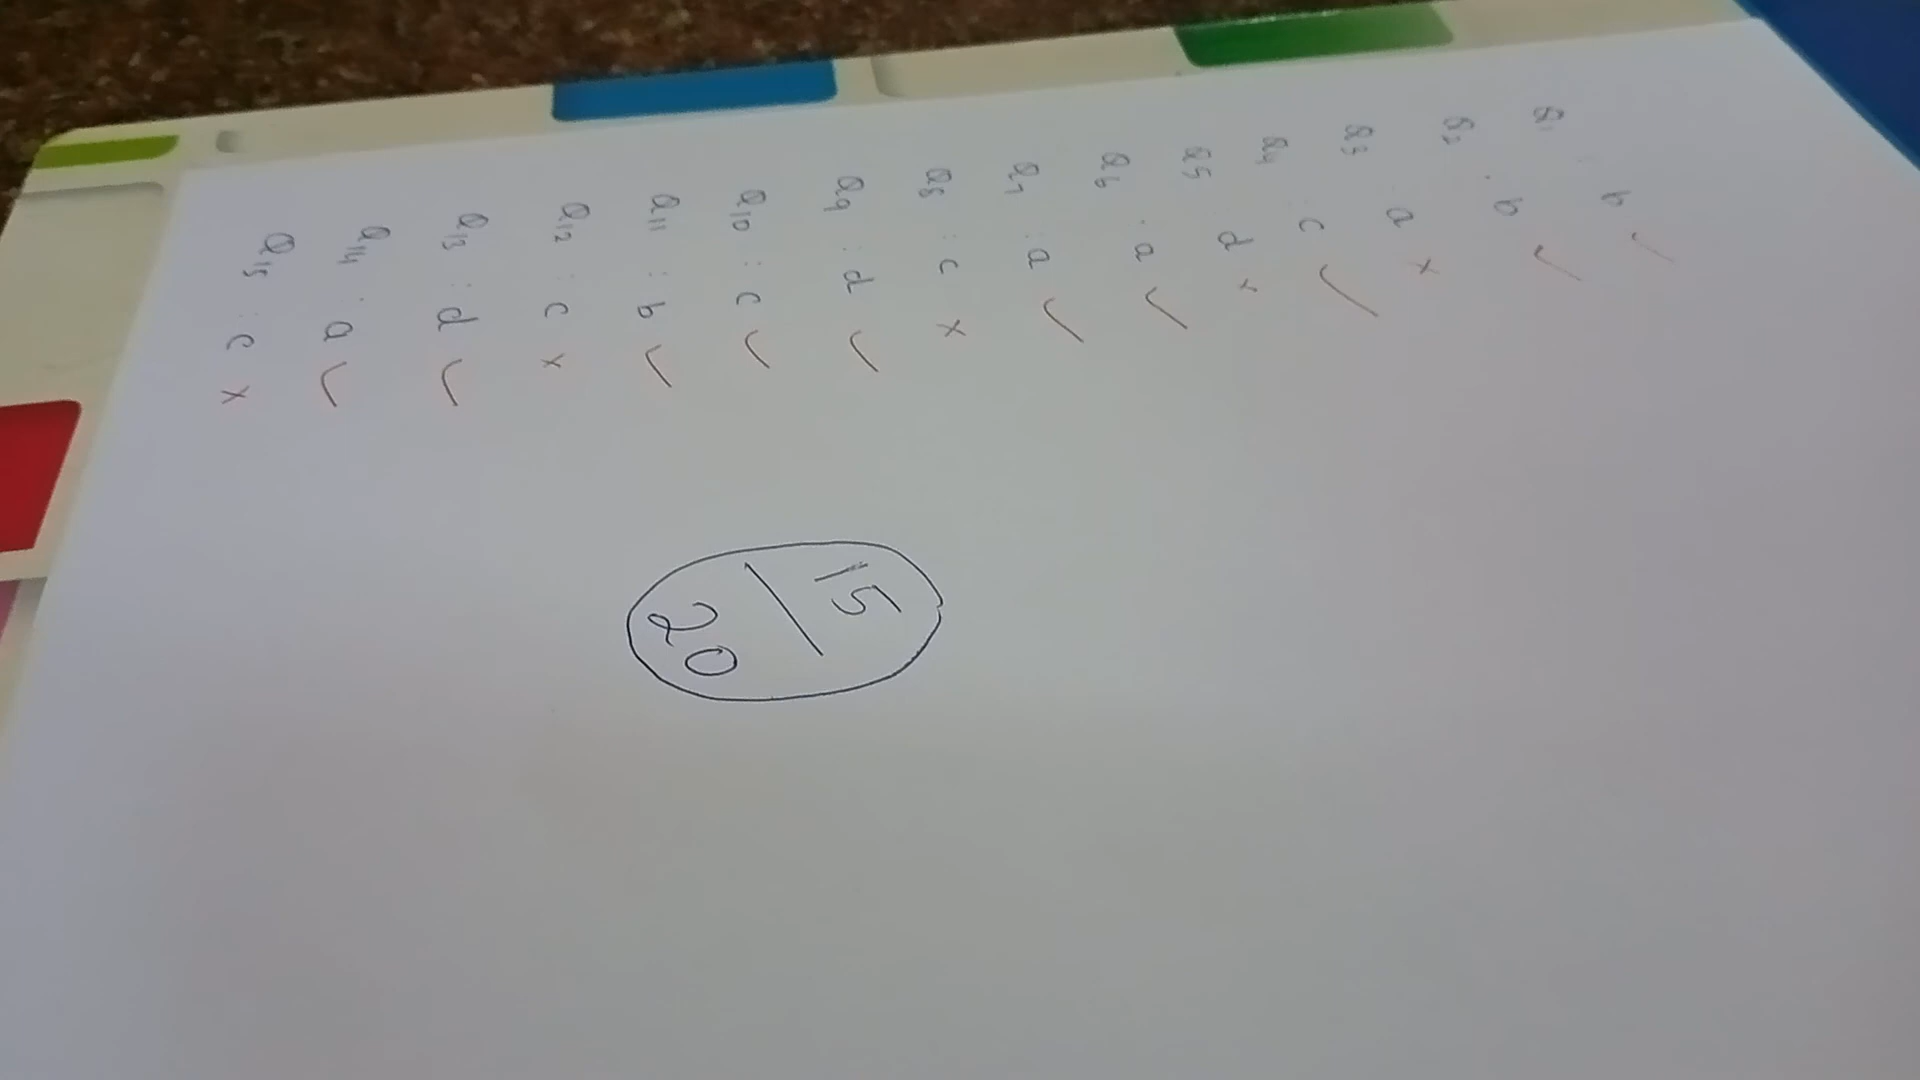 Q1 : b ✓
Q2 : b ✓
Q3 : a ×
Q4 : c ✓
Q5 : d ×
Q6 : a ✓
Q7 : a ✓
Q8 : c ×
Q9 : d ✓
Q10 : c ✓
Q11 : b ✓
Q12 : c ×
Q13 : d ✓
Q14 : a ✓
Q15 : c ×
15
20